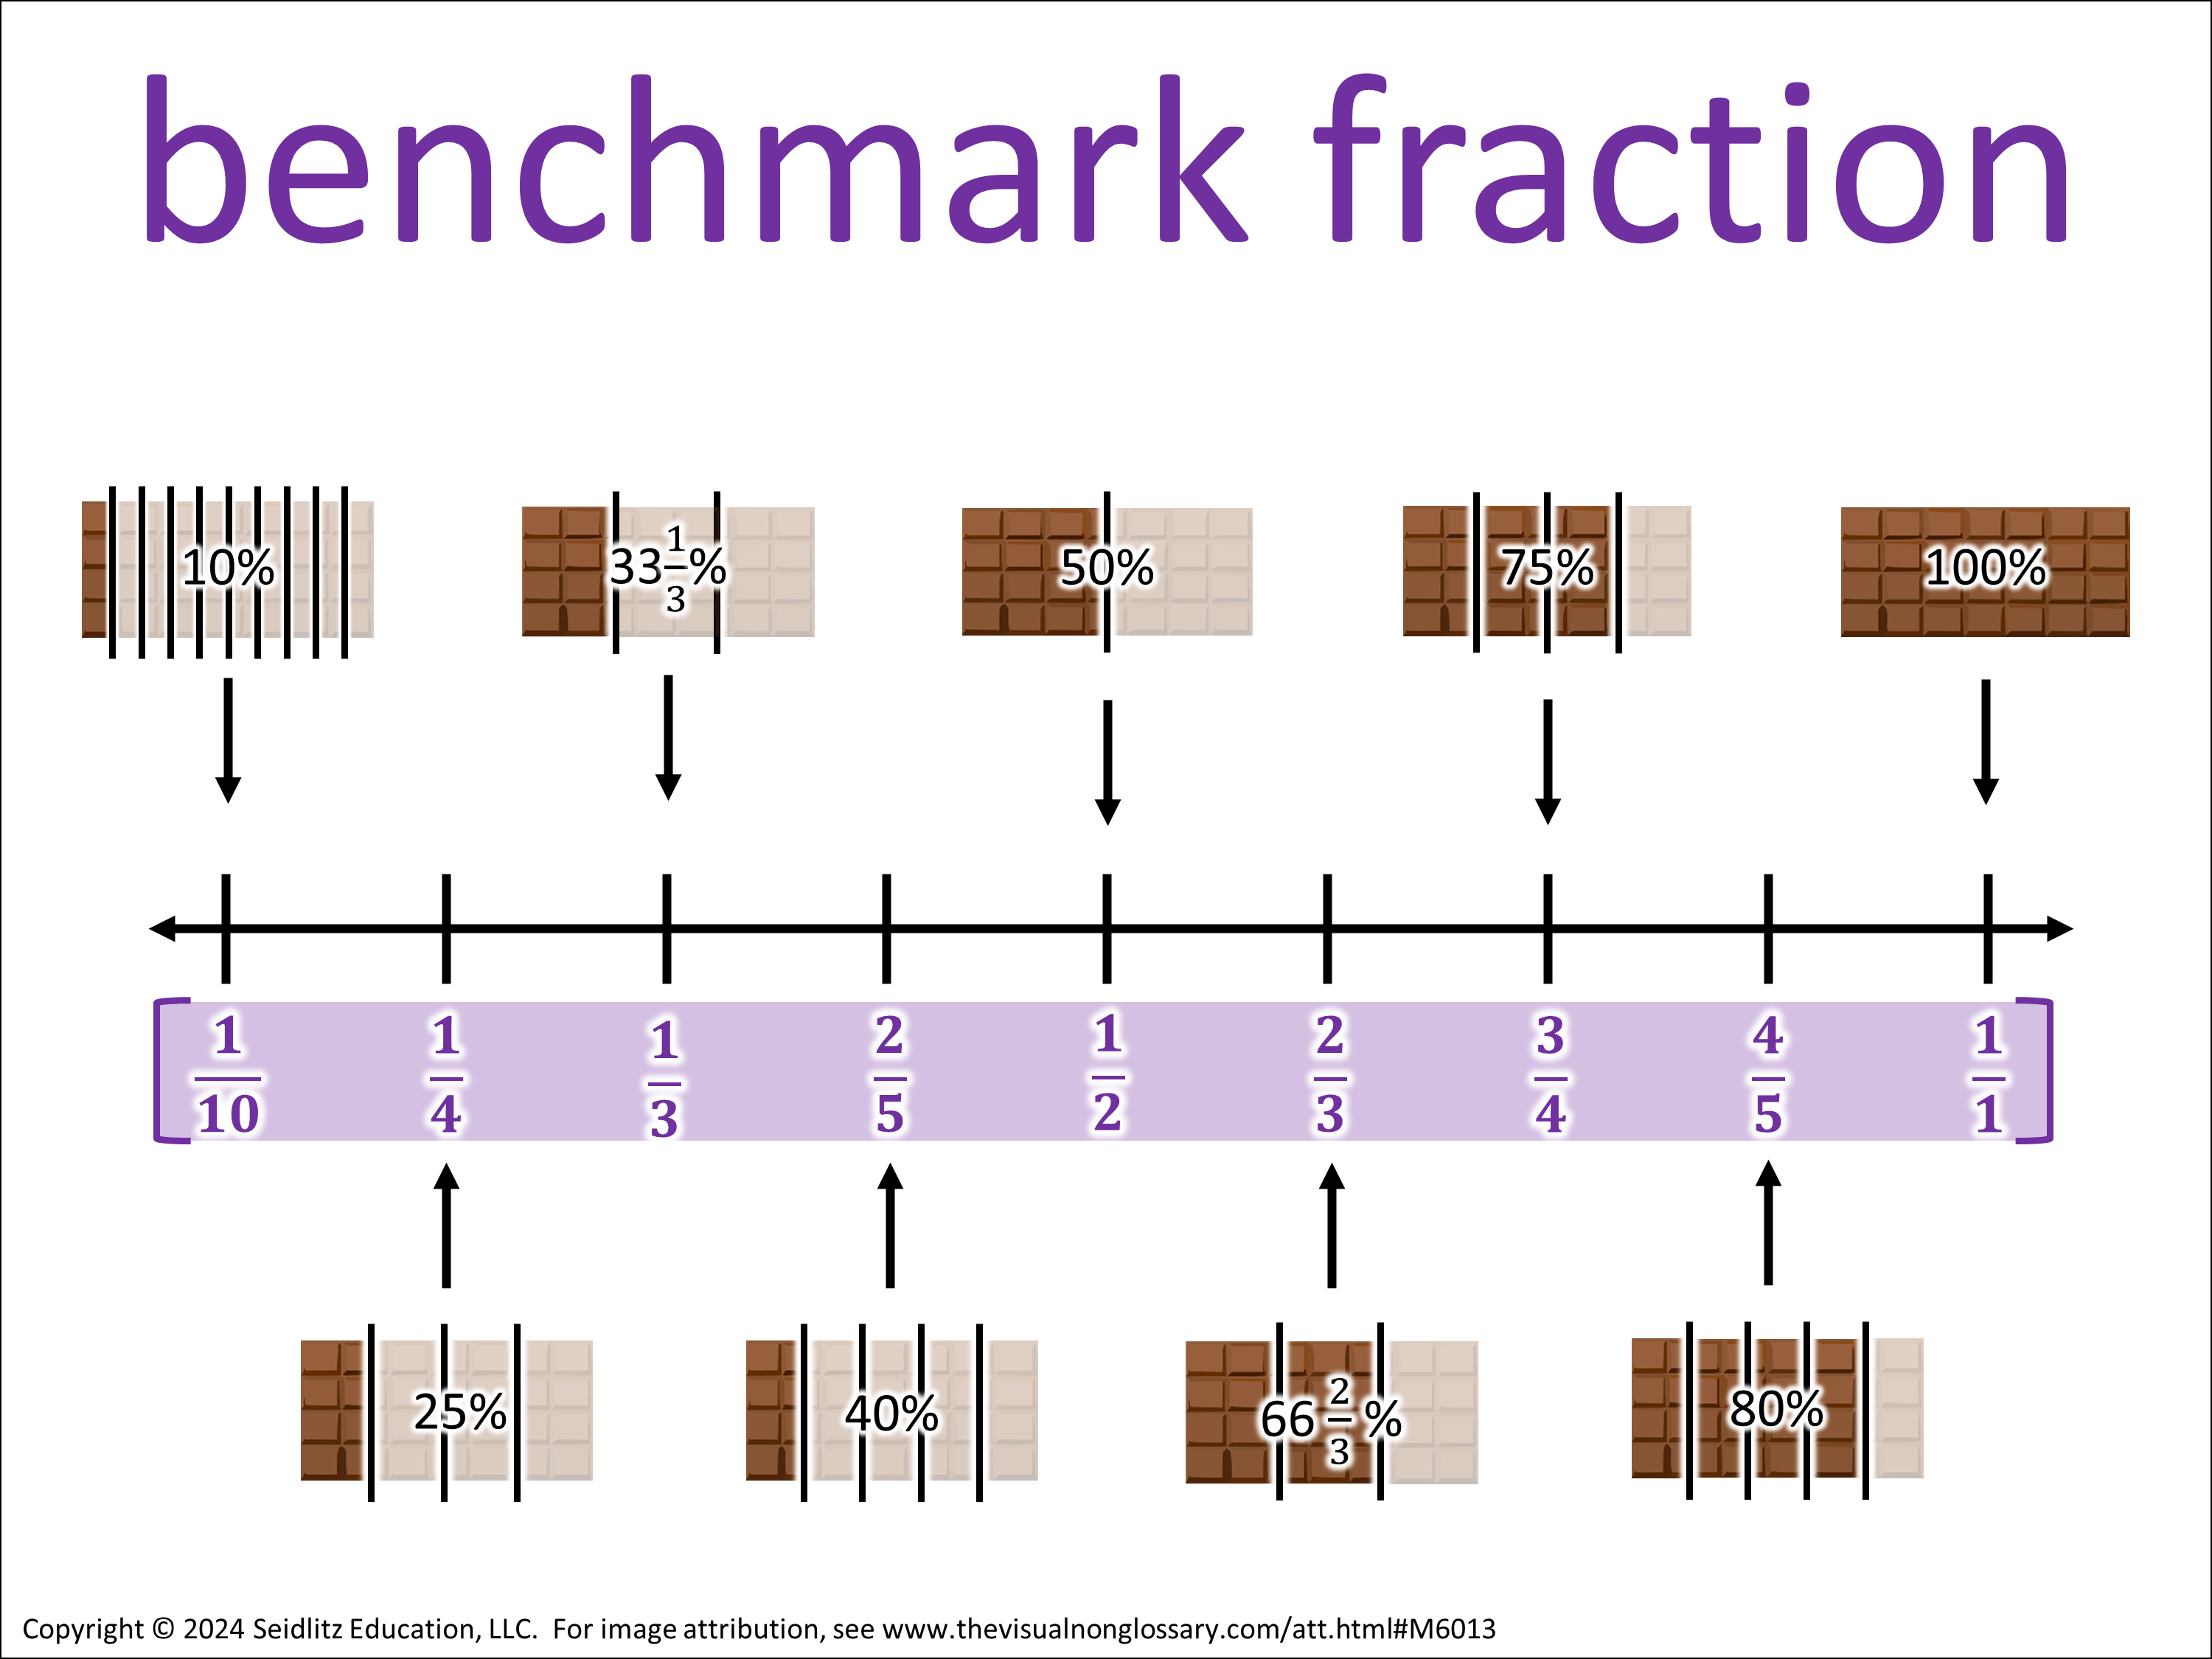 benchmark fraction
10% 33 1/3% 50% 75% 100%
1/10 1/4 1/3 2/5 1/2 2/3 3/4 4/5 1/1
25% 40% 66 2/3% 80%
Copyright © 2024 Seidlitz Education, LLC.  For image attribution, see www.thevisualnonglossary.com/att.html#M6013